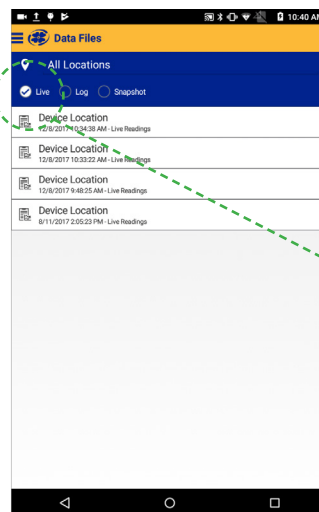 10:40 AM
Data Files
All Locations
Live Log Snapshot
Device Location
12/8/2017 10:34:38 AM - Live Readings
Device Location
12/8/2017 10:33:22 AM - Live Readings
Device Location
12/8/2017 9:48:25 AM - Live Readings
Device Location
8/11/2017 2:05:23 PM - Live Readings